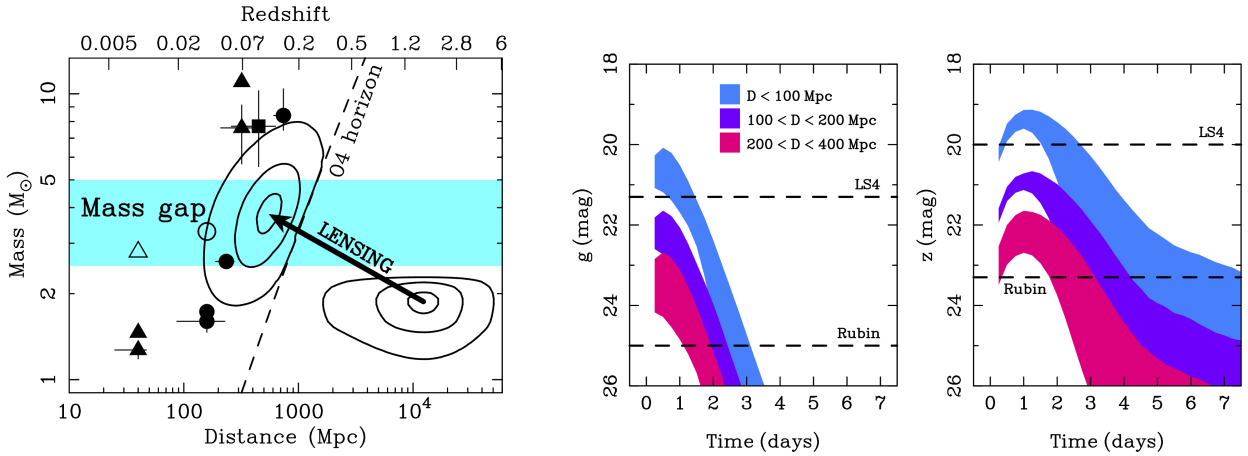 Redshift
0.005 0.02 0.07 0.2 0.5 1.2 2.8 6
Mass (M⊙)
10
5
2
1
O4 horizon
Mass gap
LENSING
10 100 1000 10⁴
Distance (Mpc)
g (mag)
18
20
22
24
26
D < 100 Mpc
100 < D < 200 Mpc
200 < D < 400 Mpc
LS4
Rubin
0 1 2 3 4 5 6 7
Time (days)
z (mag)
18
20
22
24
26
LS4
Rubin
0 1 2 3 4 5 6 7
Time (days)